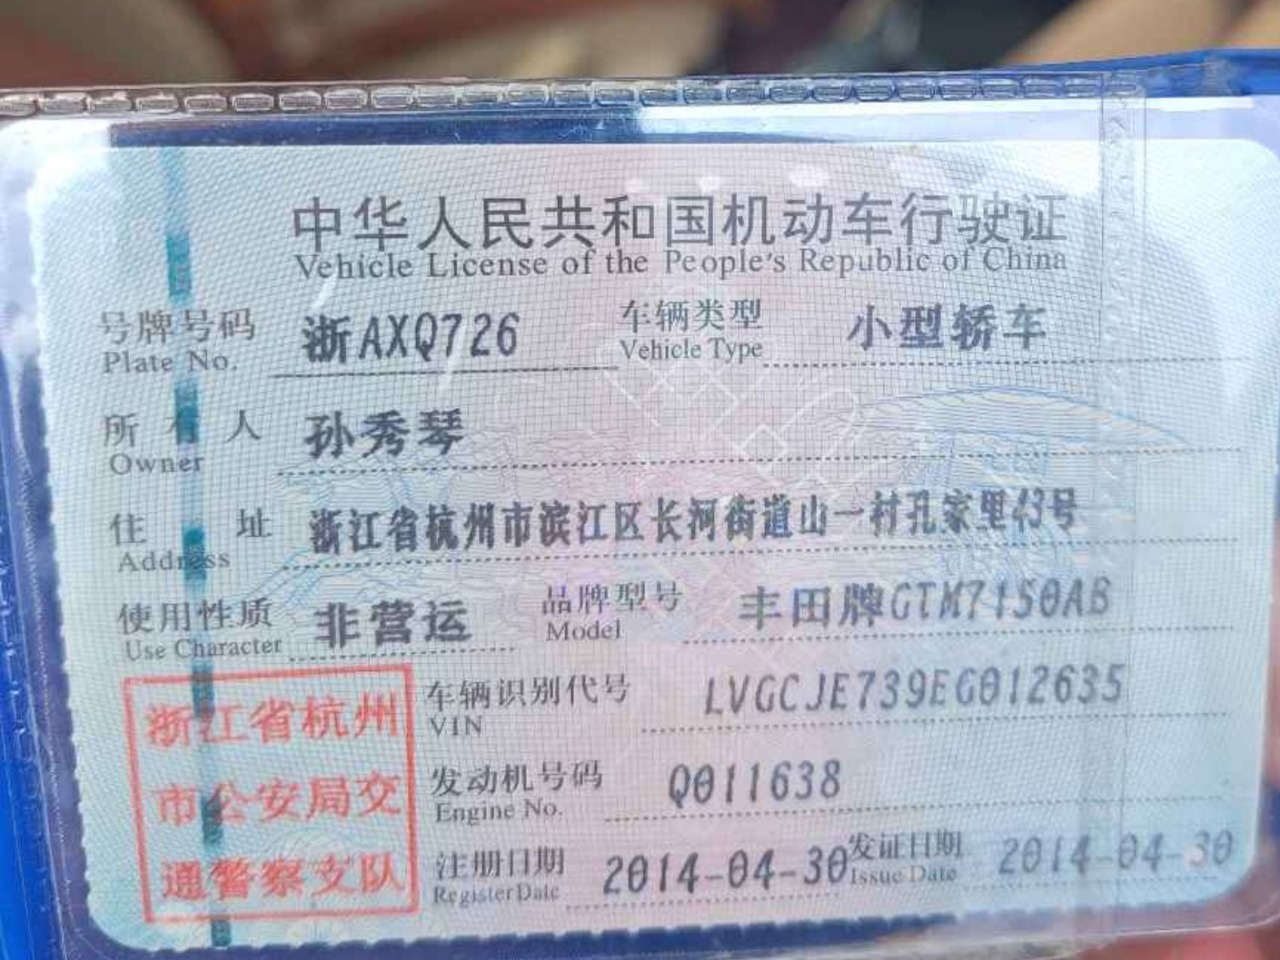 中华人民共和国机动车行驶证
Vehicle License of the People's Republic of China
号牌号码 浙AXQ726 车辆类型 小型轿车
Plate No. Vehicle Type
所有人 孙秀琴
Owner
住址 浙江省杭州市滨江区长河街道山一村孔家里43号
Address
使用性质 非营运 品牌型号 丰田牌GTM7150AB
Use Character Model
车辆识别代号 LVGCJE739EG012635
VIN
发动机号码 Q011638
Engine No.
注册日期 2014-04-30 发证日期 2014-04-30
Register Date Issue Date
浙江省杭州
市公安局交
通警察支队